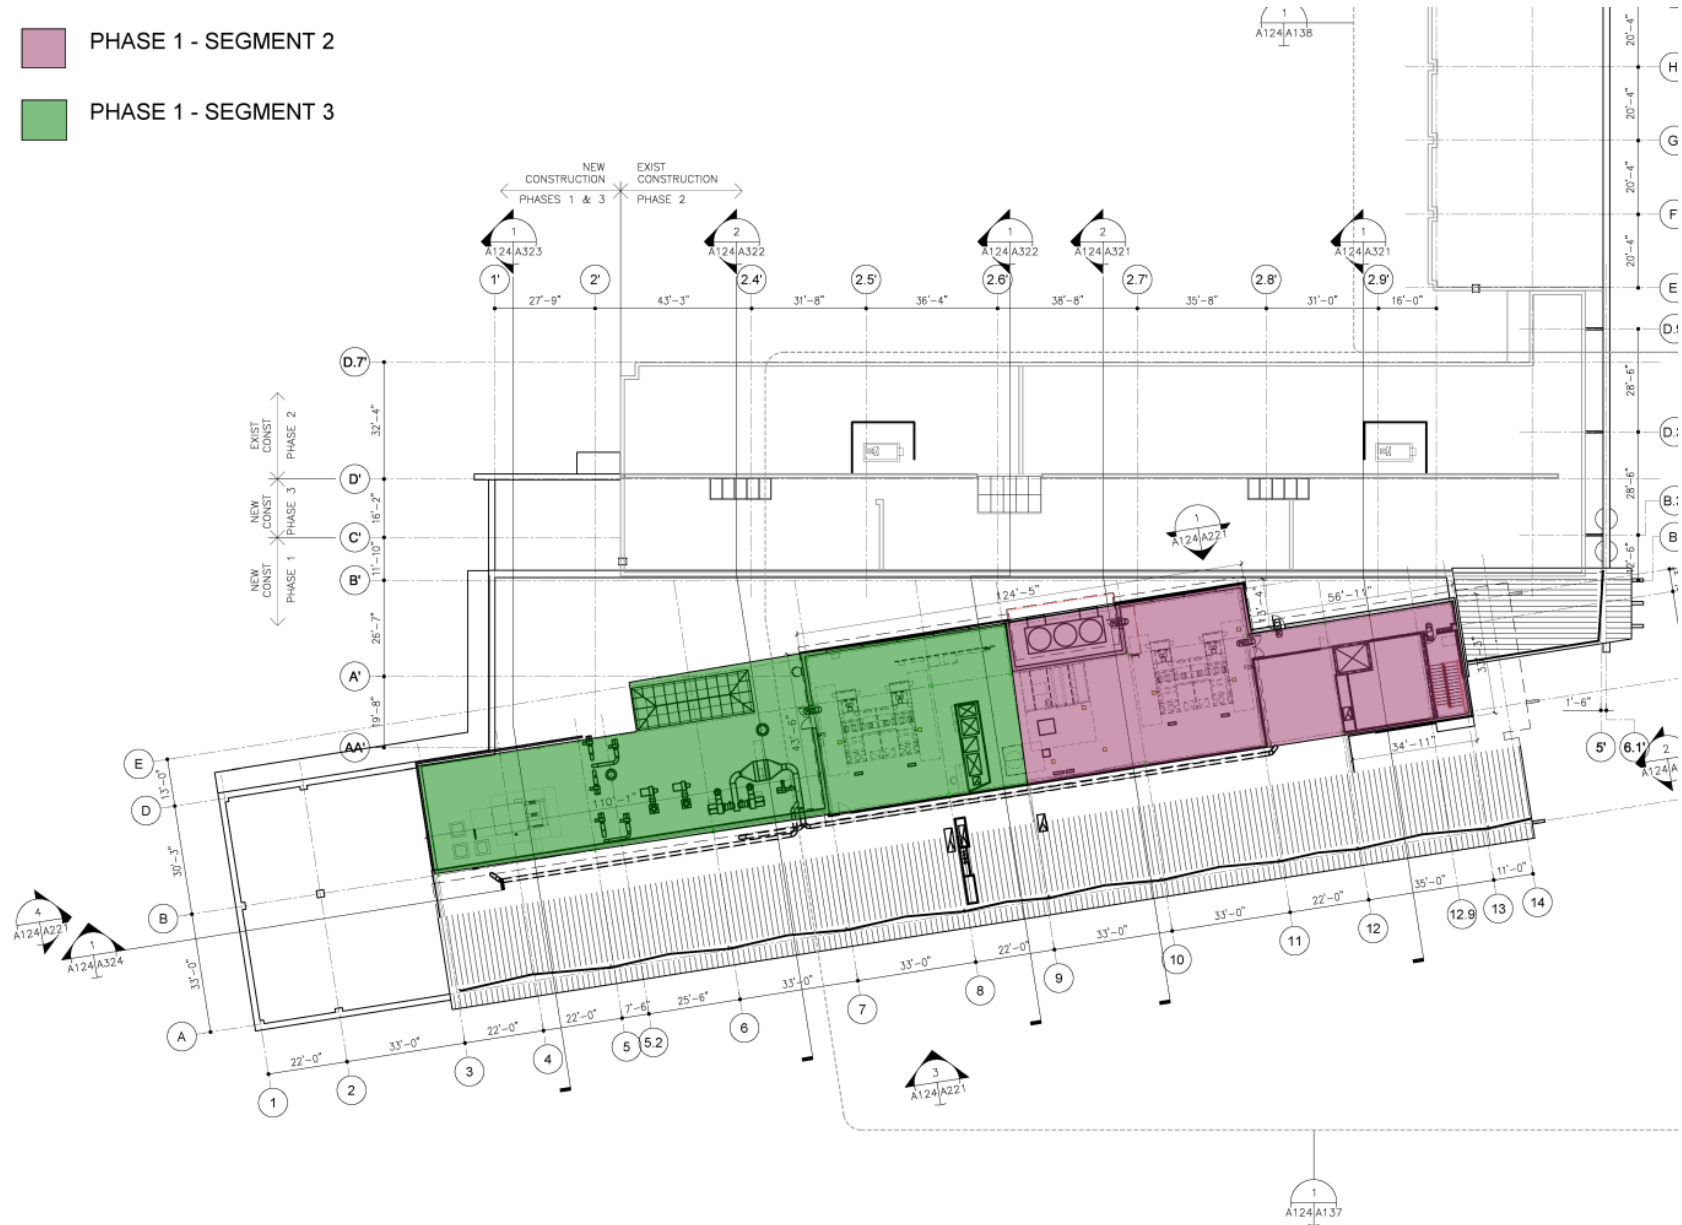 PHASE 1 - SEGMENT 2
PHASE 1 - SEGMENT 3
1
A124 A138
20'-4"
H
20'-4"
G
20'-4"
F
20'-4"
E
NEW
CONSTRUCTION
EXIST
CONSTRUCTION
PHASES 1 & 3
PHASE 2
1
A124 A323
2
A124 A322
1
A124 A322
2
A124 A321
1
A124 A321
1'
2'
2.4'
2.5'
2.6'
2.7'
2.8'
2.9'
27'-9"
43'-3"
31'-8"
36'-4"
38'-8"
35'-8"
31'-0"
16'-0"
D.7'
32'-4"
D'
16'-2"
C'
11'-10"
B'
26'-7"
A'
19'-8"
AA'
EXIST
CONST
PHASE 2
NEW
CONST
PHASE 3
NEW
CONST
PHASE 1
28'-6"
28'-6"
B
1
A124 A221
124'-5"
56'-11"
43'-6"
110'-1"
34'-11"
1'-6"
5'
6.1'
2
E
13'-0"
D
30'-3"
B
33'-0"
A
4
A124 A221
1
A124 A324
22'-0"
33'-0"
22'-0"
22'-0"
7'-6"
25'-6"
33'-0"
33'-0"
22'-0"
33'-0"
33'-0"
22'-0"
35'-0"
11'-0"
1
2
3
4
5
5.2
6
7
8
9
10
11
12
12.9
13
14
3
A124 A221
1
A124 A137